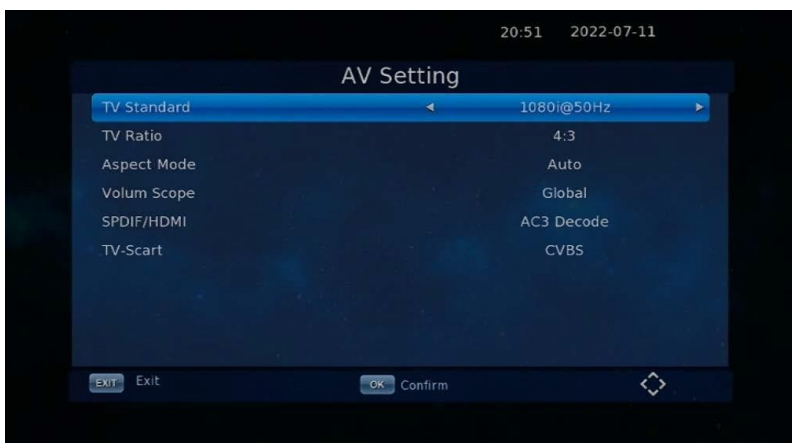 20:51 2022-07-11
AV Setting
TV Standard 1080i@50Hz
TV Ratio 4:3
Aspect Mode Auto
Volum Scope Global
SPDIF/HDMI AC3 Decode
TV-Scart CVBS
EXIT Exit OK Confirm